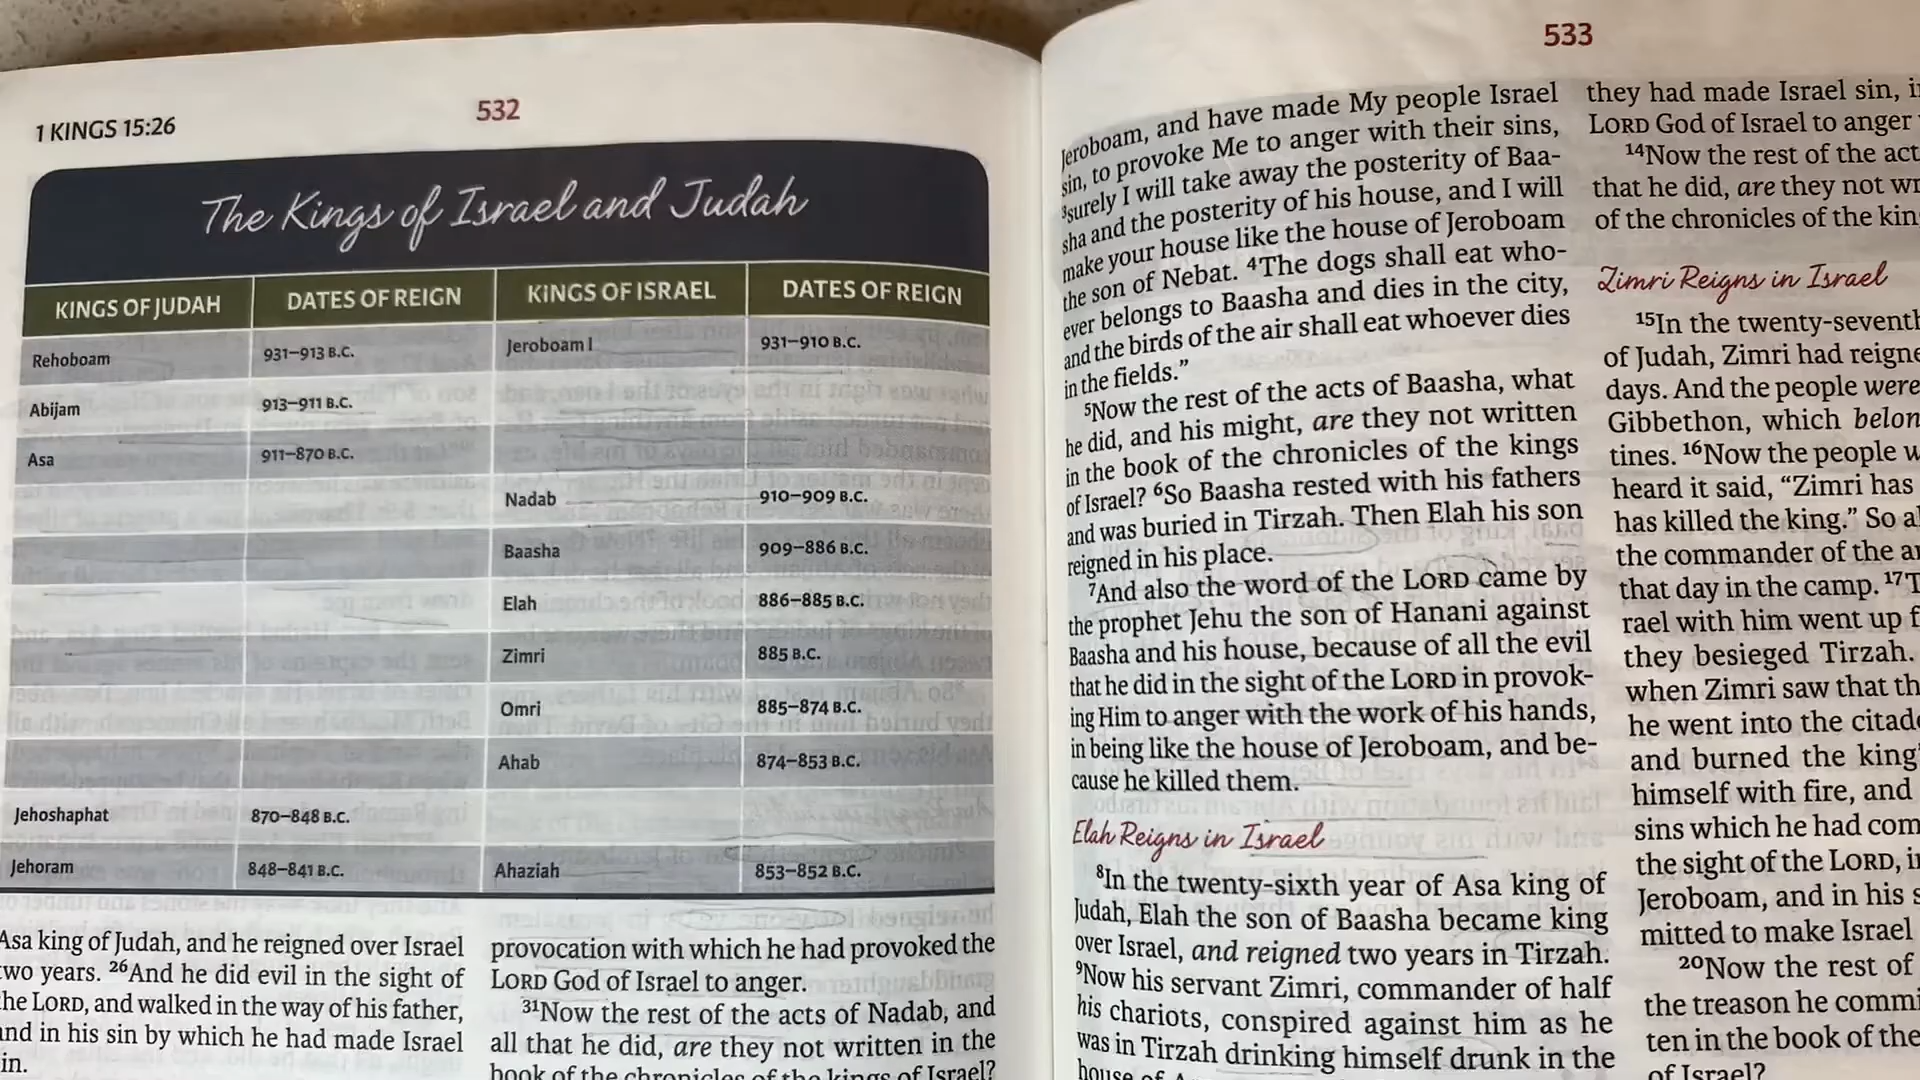 1 KINGS 15:26
532
The Kings of Israel and Judah
KINGS OF JUDAH DATES OF REIGN KINGS OF ISRAEL DATES OF REIGN
Rehoboam 931–913 B.C. Jeroboam I 931–910 B.C.
Abijam 913–911 B.C.
Asa 911–870 B.C.
Nadab 910–909 B.C.
Baasha 909–886 B.C.
Elah 886–885 B.C.
Zimri 885 B.C.
Omri 885–874 B.C.
Ahab 874–853 B.C.
Jehoshaphat 870–848 B.C.
Jehoram 848–841 B.C. Ahaziah 853–852 B.C.
Asa king of Judah, and he reigned over Israel
two years. 26And he did evil in the sight of
the LORD, and walked in the way of his father,
and in his sin by which he had made Israel
sin.
provocation with which he had provoked the
LORD God of Israel to anger.
31Now the rest of the acts of Nadab, and
all that he did, are they not written in the
book of the chronicles of the kings of Israel?
533
Jeroboam, and have made My people Israel
sin, to provoke Me to anger with their sins,
3surely I will take away the posterity of Baa-
sha and the posterity of his house, and I will
make your house like the house of Jeroboam
the son of Nebat. 4The dogs shall eat who-
ever belongs to Baasha and dies in the city,
and the birds of the air shall eat whoever dies
in the fields.”
5Now the rest of the acts of Baasha, what
he did, and his might, are they not written
in the book of the chronicles of the kings
of Israel? 6So Baasha rested with his fathers
and was buried in Tirzah. Then Elah his son
reigned in his place.
7And also the word of the LORD came by
the prophet Jehu the son of Hanani against
Baasha and his house, because of all the evil
that he did in the sight of the LORD in provok-
ing Him to anger with the work of his hands,
in being like the house of Jeroboam, and be-
cause he killed them.
Elah Reigns in Israel
8In the twenty-sixth year of Asa king of
Judah, Elah the son of Baasha became king
over Israel, and reigned two years in Tirzah.
9Now his servant Zimri, commander of half
his chariots, conspired against him as he
was in Tirzah drinking himself drunk in the
house of
they had made Israel sin, i
LORD God of Israel to anger
14Now the rest of the act
that he did, are they not wr
of the chronicles of the kin
Zimri Reigns in Israel
15In the twenty-sevent
of Judah, Zimri had reigne
days. And the people were
Gibbethon, which belon
tines. 16Now the people w
heard it said, “Zimri has
has killed the king.” So a
the commander of the a
that day in the camp. 17T
rael with him went up f
they besieged Tirzah.
when Zimri saw that th
he went into the citad
and burned the king
himself with fire, and
sins which he had com
the sight of the LORD, i
Jeroboam, and in his s
mitted to make Israel
20Now the rest of
the treason he commi
ten in the book of the
of Israel?